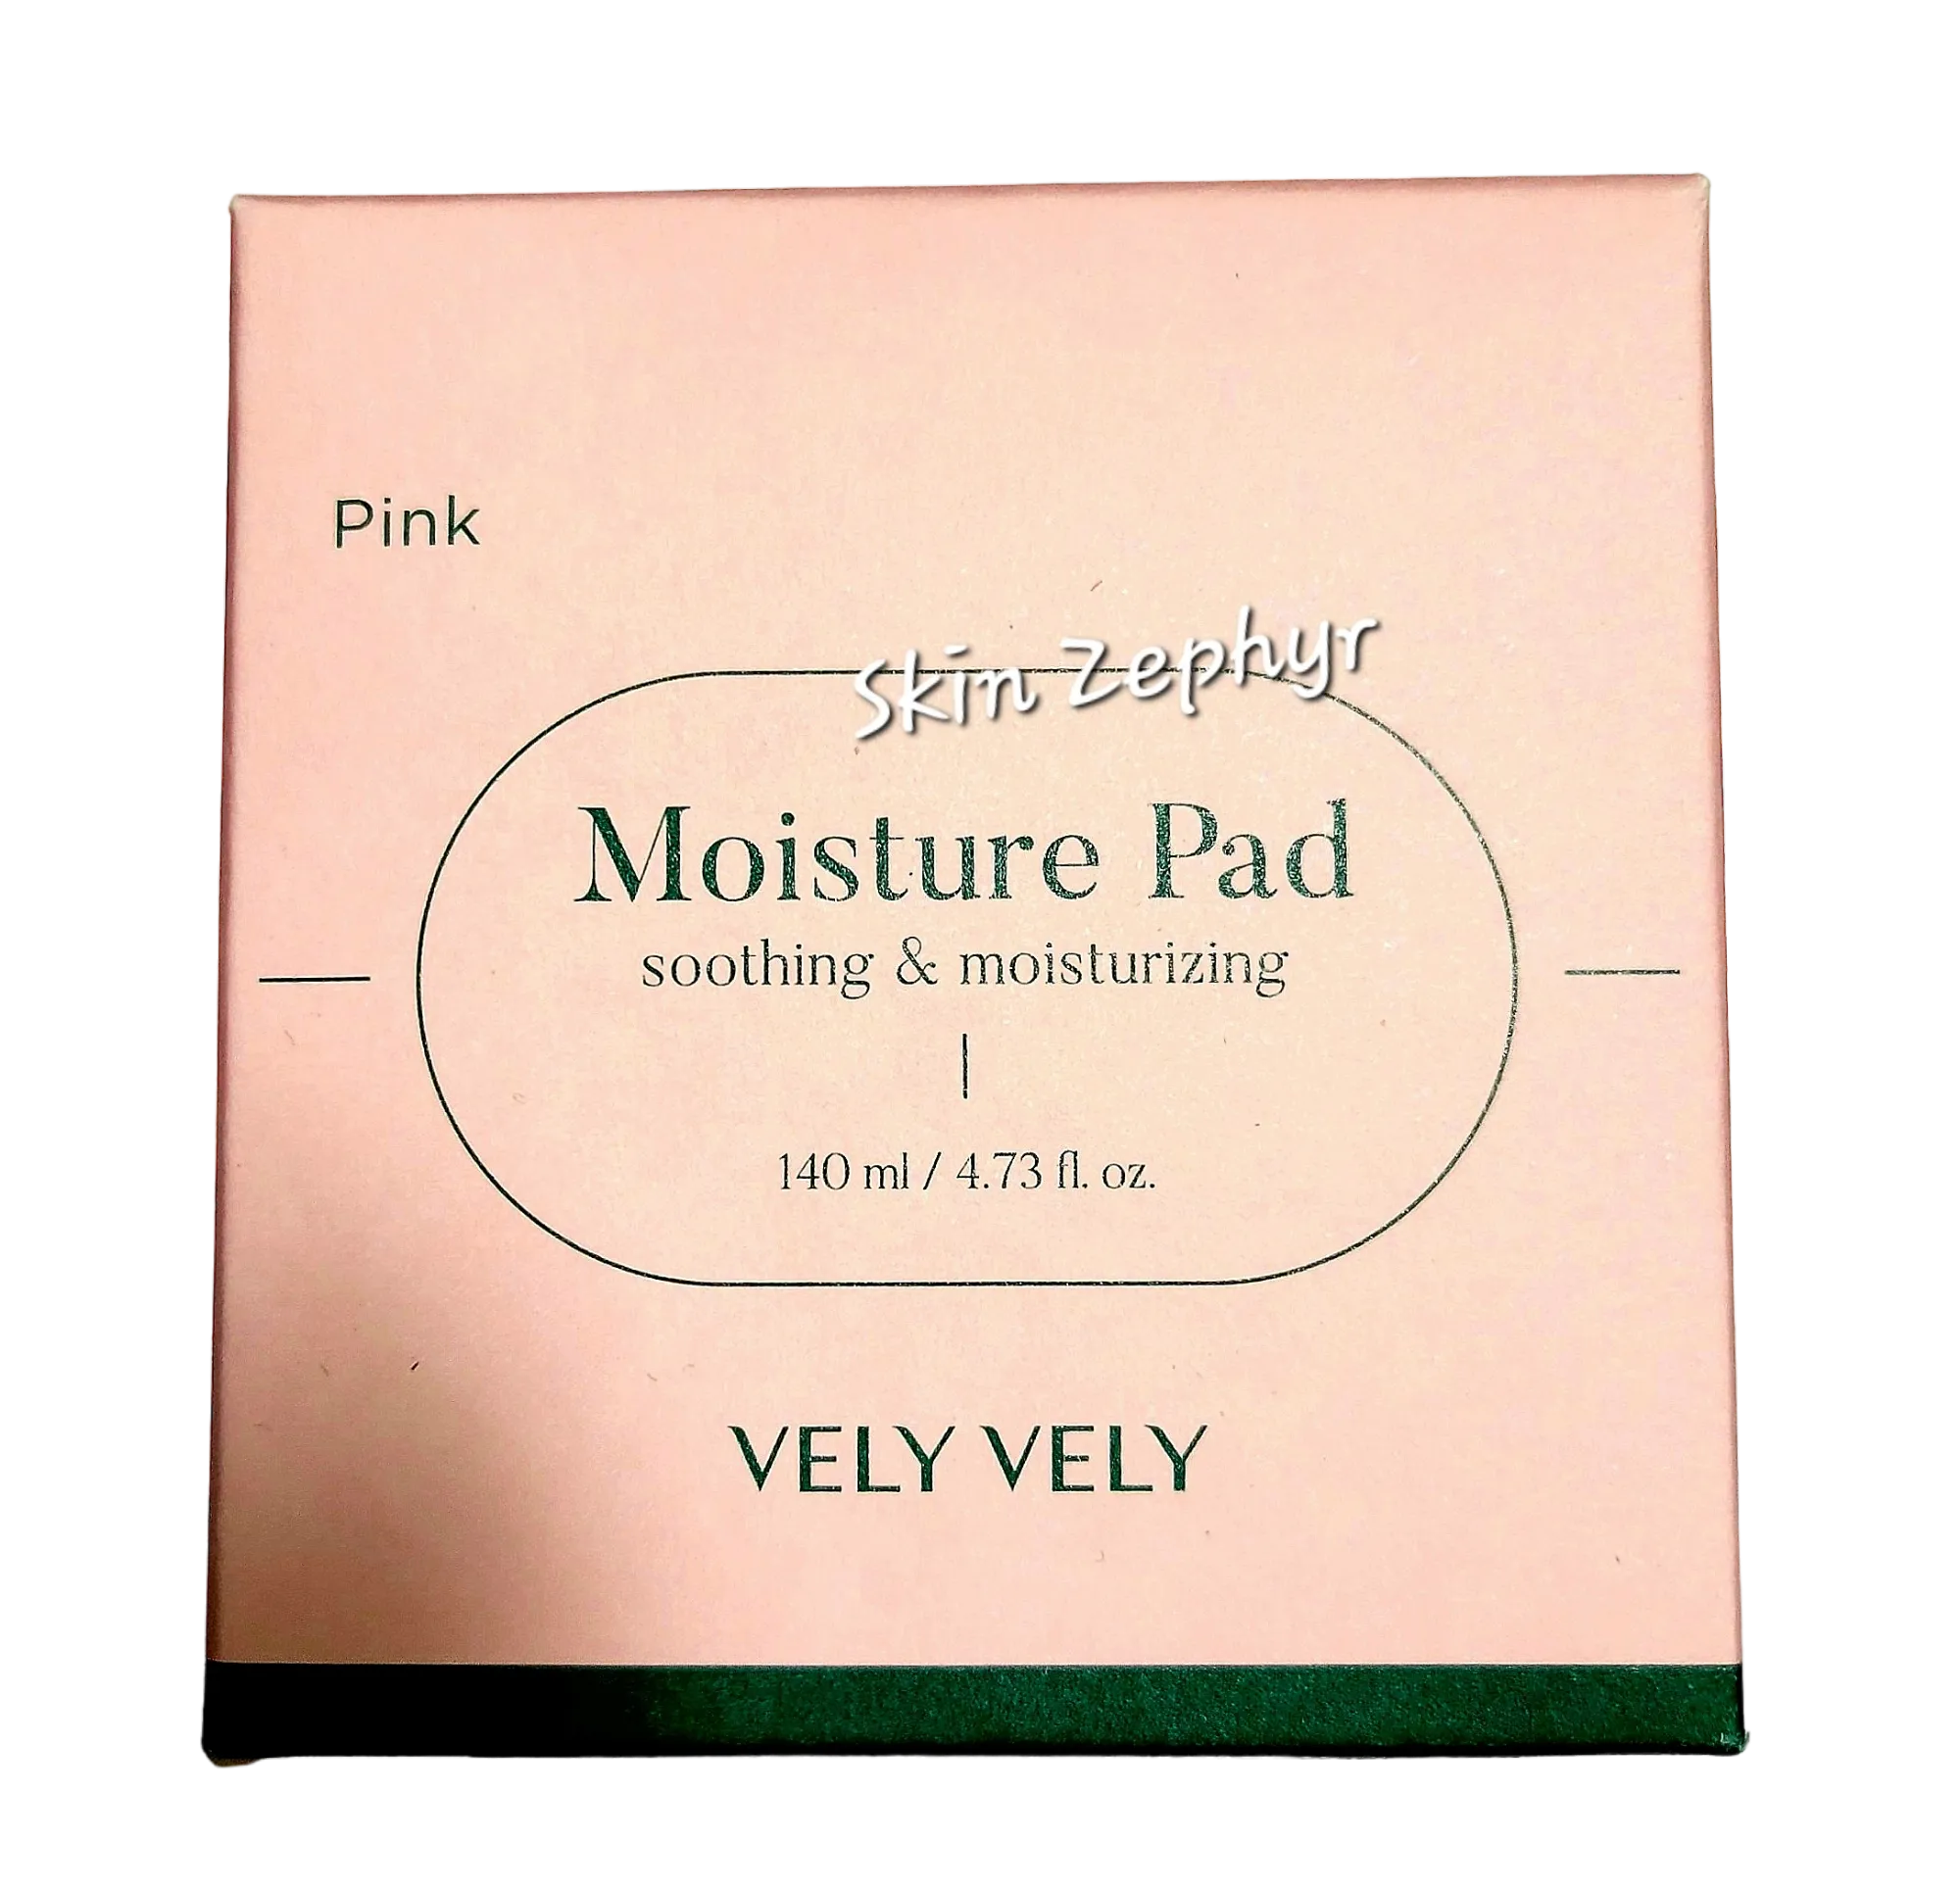 Pink
Skin Zephyr
Moisture Pad
soothing & moisturizing
140 ml / 4.73 fl. oz.
VELY VELY